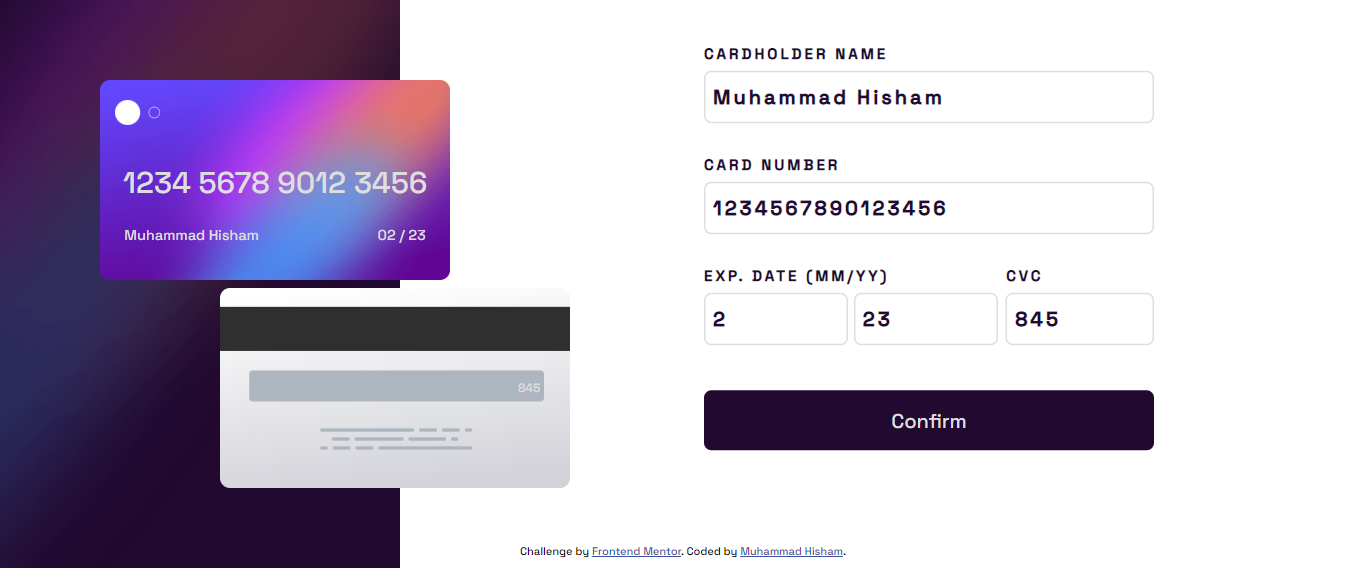 1234 5678 9012 3456
Muhammad Hisham 02 / 23
845
CARDHOLDER NAME
Muhammad Hisham
CARD NUMBER
1234567890123456
EXP. DATE (MM/YY) CVC
2 23 845
Confirm
Challenge by Frontend Mentor. Coded by Muhammad Hisham.